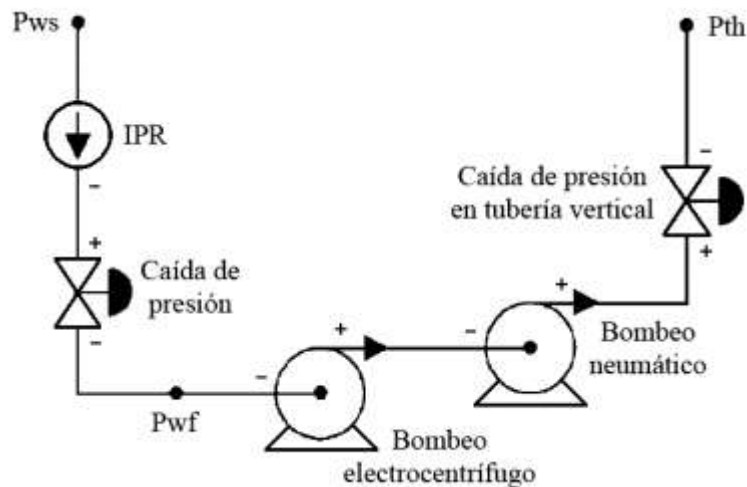 Pws
Pth
IPR
−
−
Caída de presión
en tubería vertical
+
+
Caída de
presión
+
−
+
−
Bombeo
neumático
−
Pwf
Bombeo
electrocentrífugo